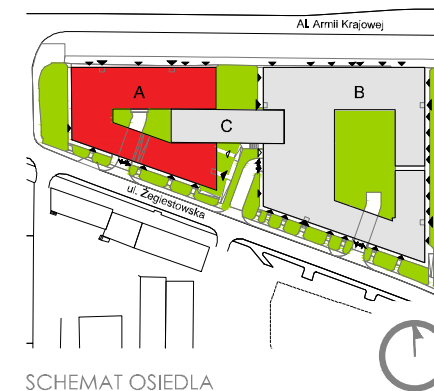 Al. Armii Krajowej
A
B
C
ul. Żegiestowska
SCHEMAT OSIEDLA